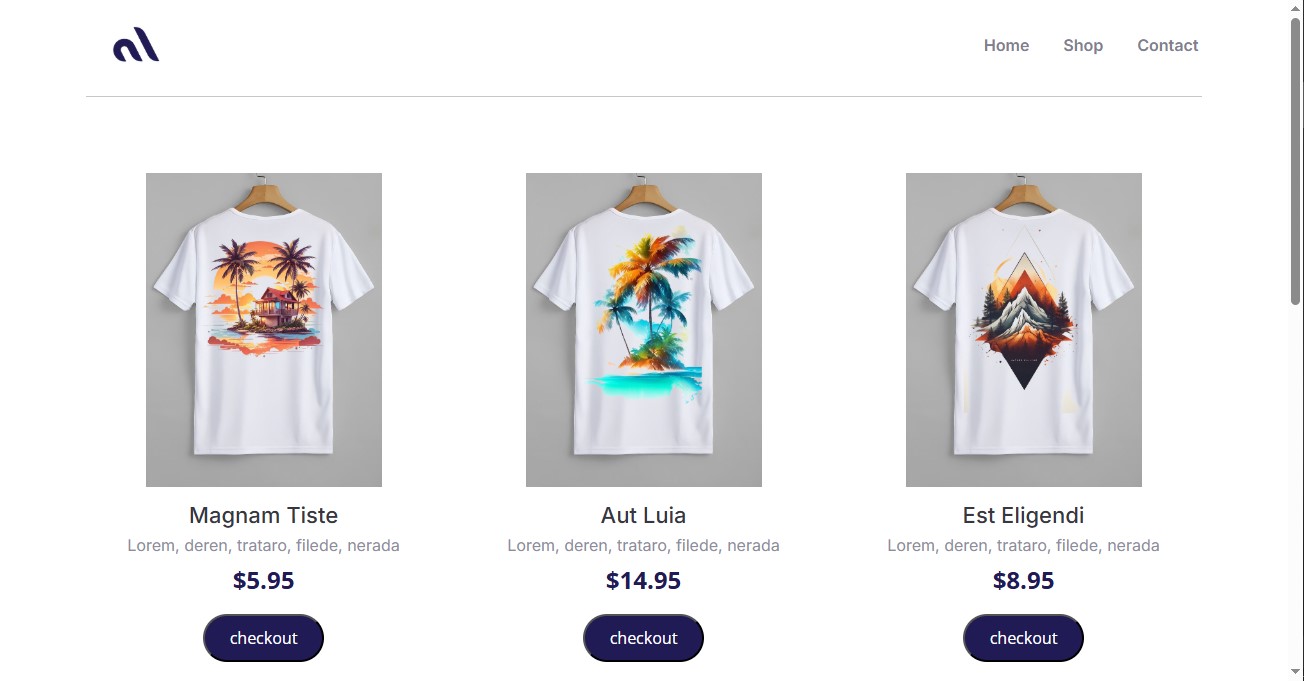 Home Shop Contact
Magnam Tiste
Lorem, deren, trataro, filede, nerada
$5.95
checkout
Aut Luia
Lorem, deren, trataro, filede, nerada
$14.95
checkout
Est Eligendi
Lorem, deren, trataro, filede, nerada
$8.95
checkout